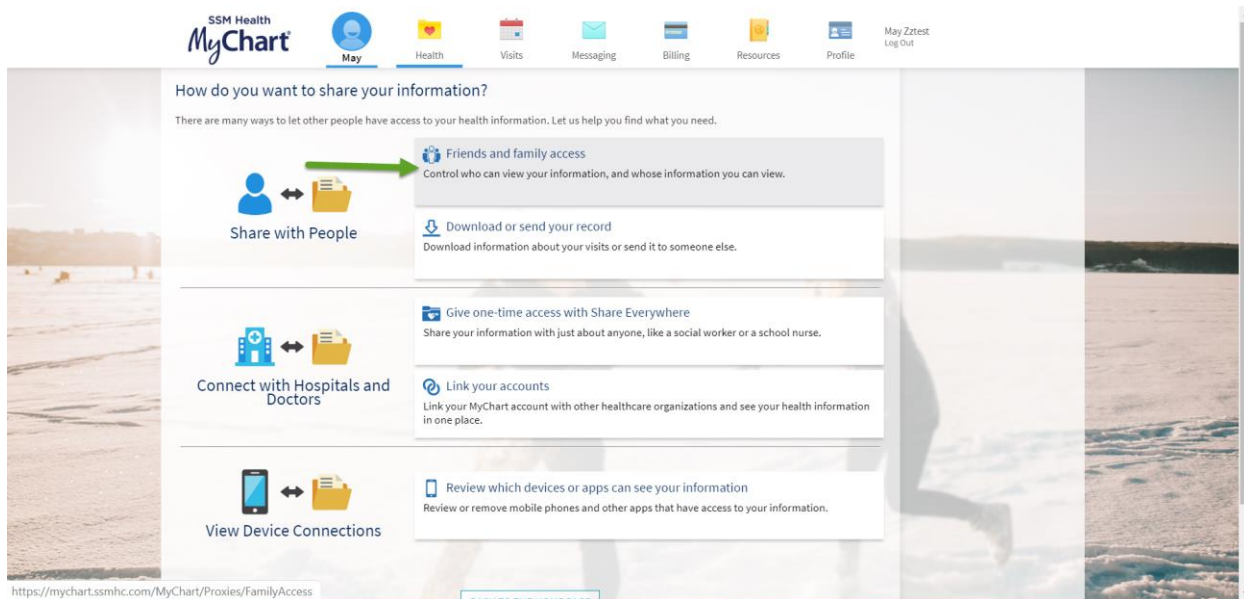 SSM Health
MyChart
May
Health
Visits
Messaging
Billing
Resources
Profile
May Zztest
Log Out
How do you want to share your information?
There are many ways to let other people have access to your health information. Let us help you find what you need.
Share with People
Friends and family access
Control who can view your information, and whose information you can view.
Download or send your record
Download information about your visits or send it to someone else.
Connect with Hospitals and
Doctors
Give one-time access with Share Everywhere
Share your information with just about anyone, like a social worker or a school nurse.
Link your accounts
Link your MyChart account with other healthcare organizations and see your health information
in one place.
View Device Connections
Review which devices or apps can see your information
Review or remove mobile phones and other apps that have access to your information.
https://mychart.ssmhc.com/MyChart/Proxies/FamilyAccess